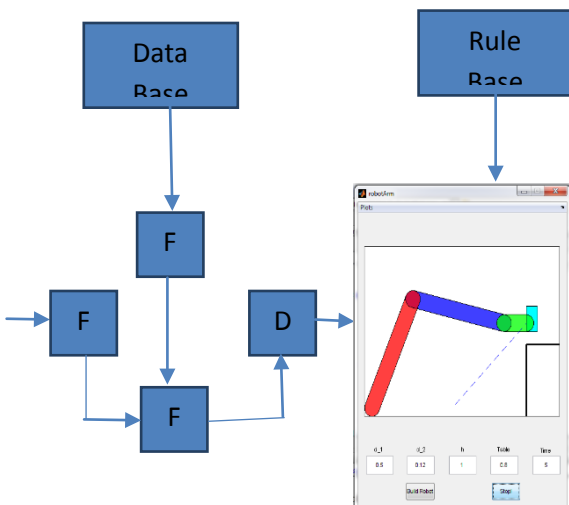 Data
Base
Rule
Base
F
F
D
F
robotArm
Plots
d_1
d_2
h
Table
Time
0.5
0.12
1
0.8
5
Build Robot
Stop